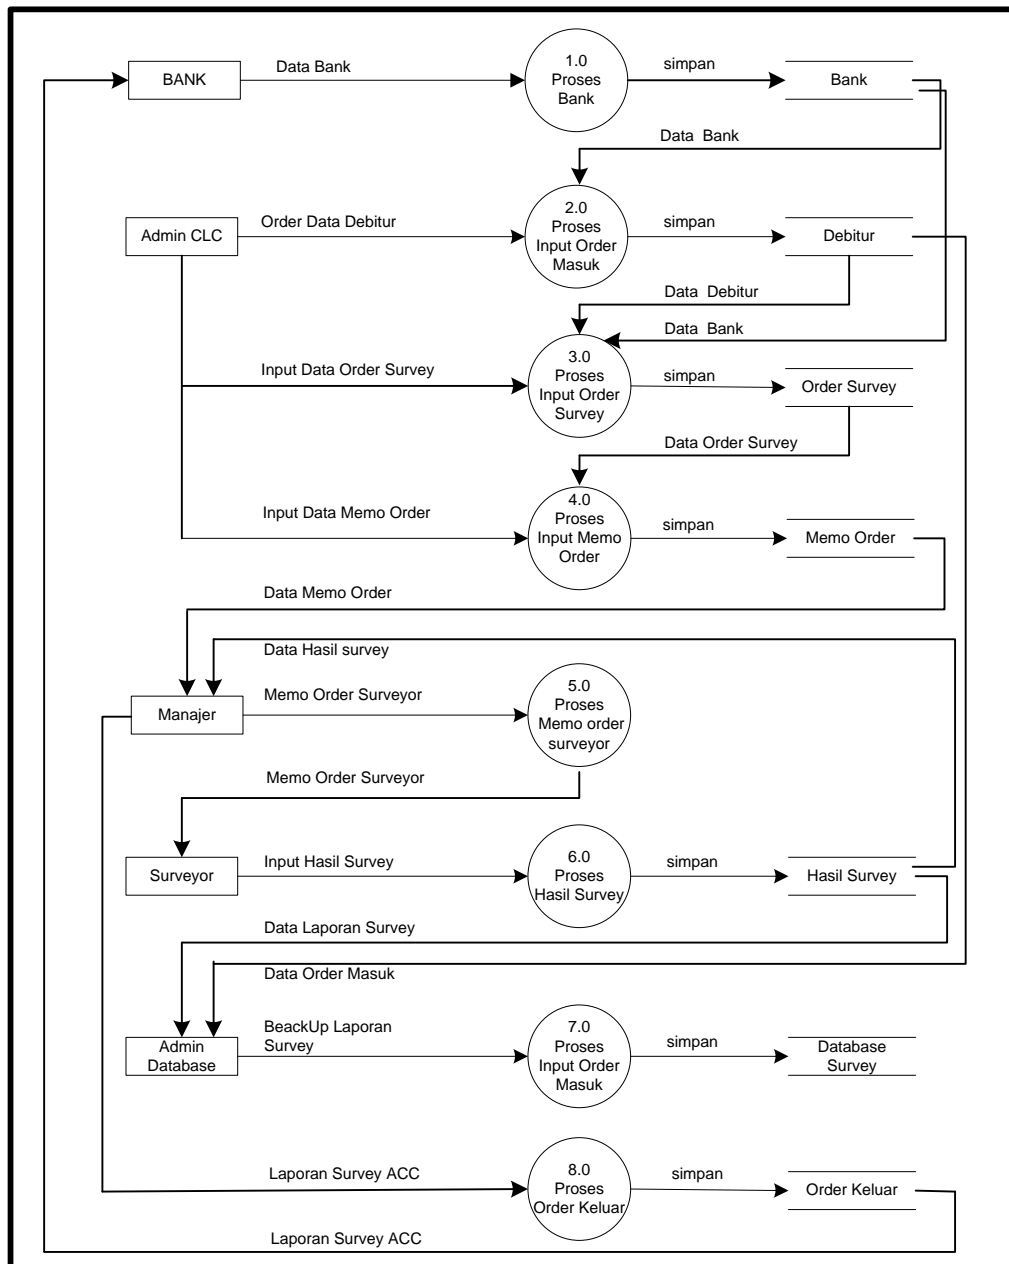 BANK
Data Bank
1.0
Proses
Bank
simpan
Bank
Data  Bank
Admin CLC
Order Data Debitur
2.0
Proses
Input Order
Masuk
simpan
Debitur
Data  Debitur
Data  Bank
Input Data Order Survey
3.0
Proses
Input Order
Survey
simpan
Order Survey
Data Order Survey
Input Data Memo Order
4.0
Proses
Input Memo
Order
simpan
Memo Order
Data Memo Order
Data Hasil survey
Manajer
Memo Order Surveyor
5.0
Proses
Memo order
surveyor
Memo Order Surveyor
Surveyor
Input Hasil Survey
6.0
Proses
Hasil Survey
simpan
Hasil Survey
Data Laporan Survey
Data Order Masuk
Admin
Database
BeackUp Laporan
Survey
7.0
Proses
Input Order
Masuk
simpan
Database
Survey
Laporan Survey ACC
8.0
Proses
Order Keluar
simpan
Order Keluar
Laporan Survey ACC